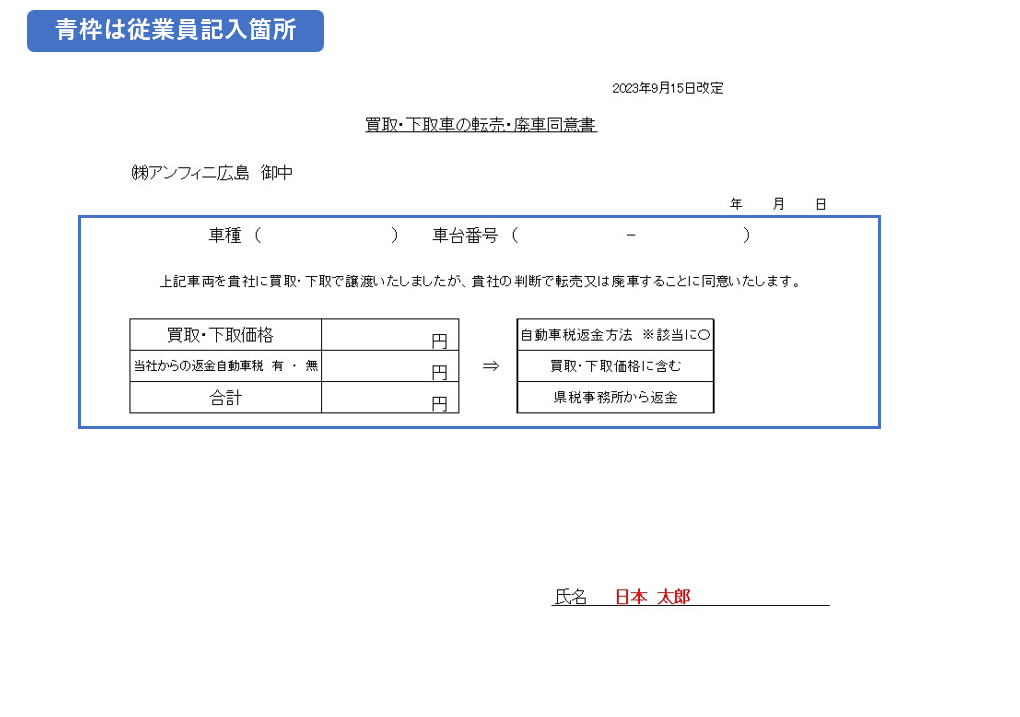 青枠は従業員記入箇所
2023年9月15日改定
買取・下取車の転売・廃車同意書
㈱アンフィニ広島　御中
年　　月　　日
車種（　　　　　　　　）　車台番号（　　　　　　－　　　　　　）
上記車両を貴社に買取・下取で譲渡いたしましたが、貴社の判断で転売又は廃車することに同意いたします。
買取・下取価格　　円　　自動車税返金方法　※該当に○
当社からの返金自動車税　有　・　無　　円　⇒　買取・下取価格に含む
合計　　円　　県税事務所から返金
氏名　日本　太郎